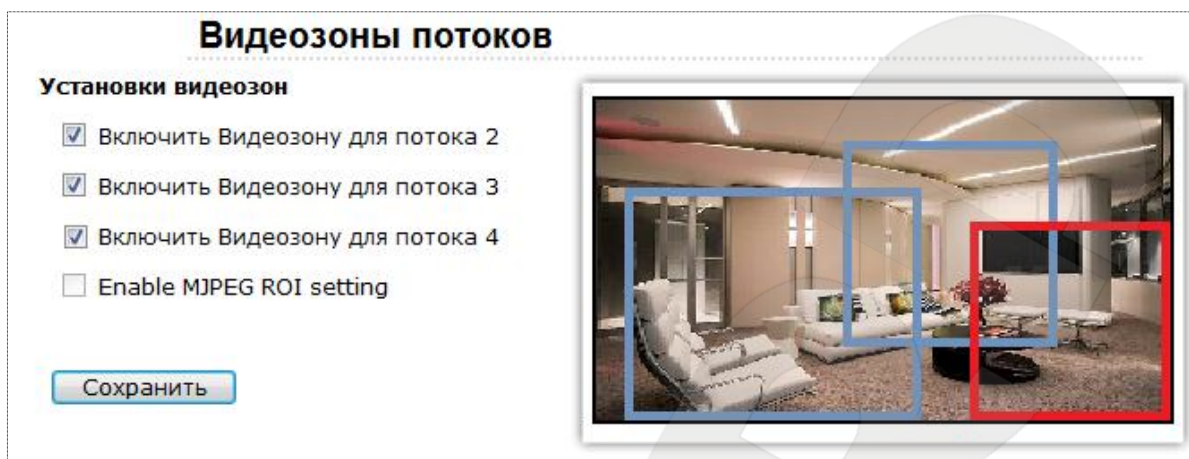 Видеозоны потоков
Установки видеозон
Включить Видеозону для потока 2
Включить Видеозону для потока 3
Включить Видеозону для потока 4
Enable MJPEG ROI setting
Сохранить